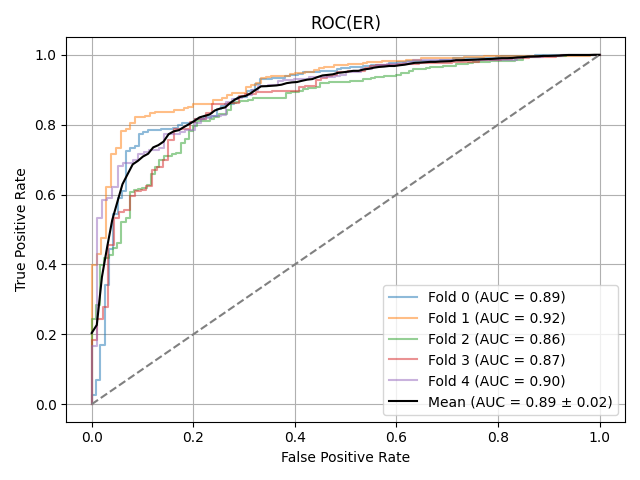 ROC(ER)
True Positive Rate
1.0
0.8
0.6
0.4
0.2
0.0
0.0 0.2 0.4 0.6 0.8 1.0
False Positive Rate
Fold 0 (AUC = 0.89)
Fold 1 (AUC = 0.92)
Fold 2 (AUC = 0.86)
Fold 3 (AUC = 0.87)
Fold 4 (AUC = 0.90)
Mean (AUC = 0.89 ± 0.02)